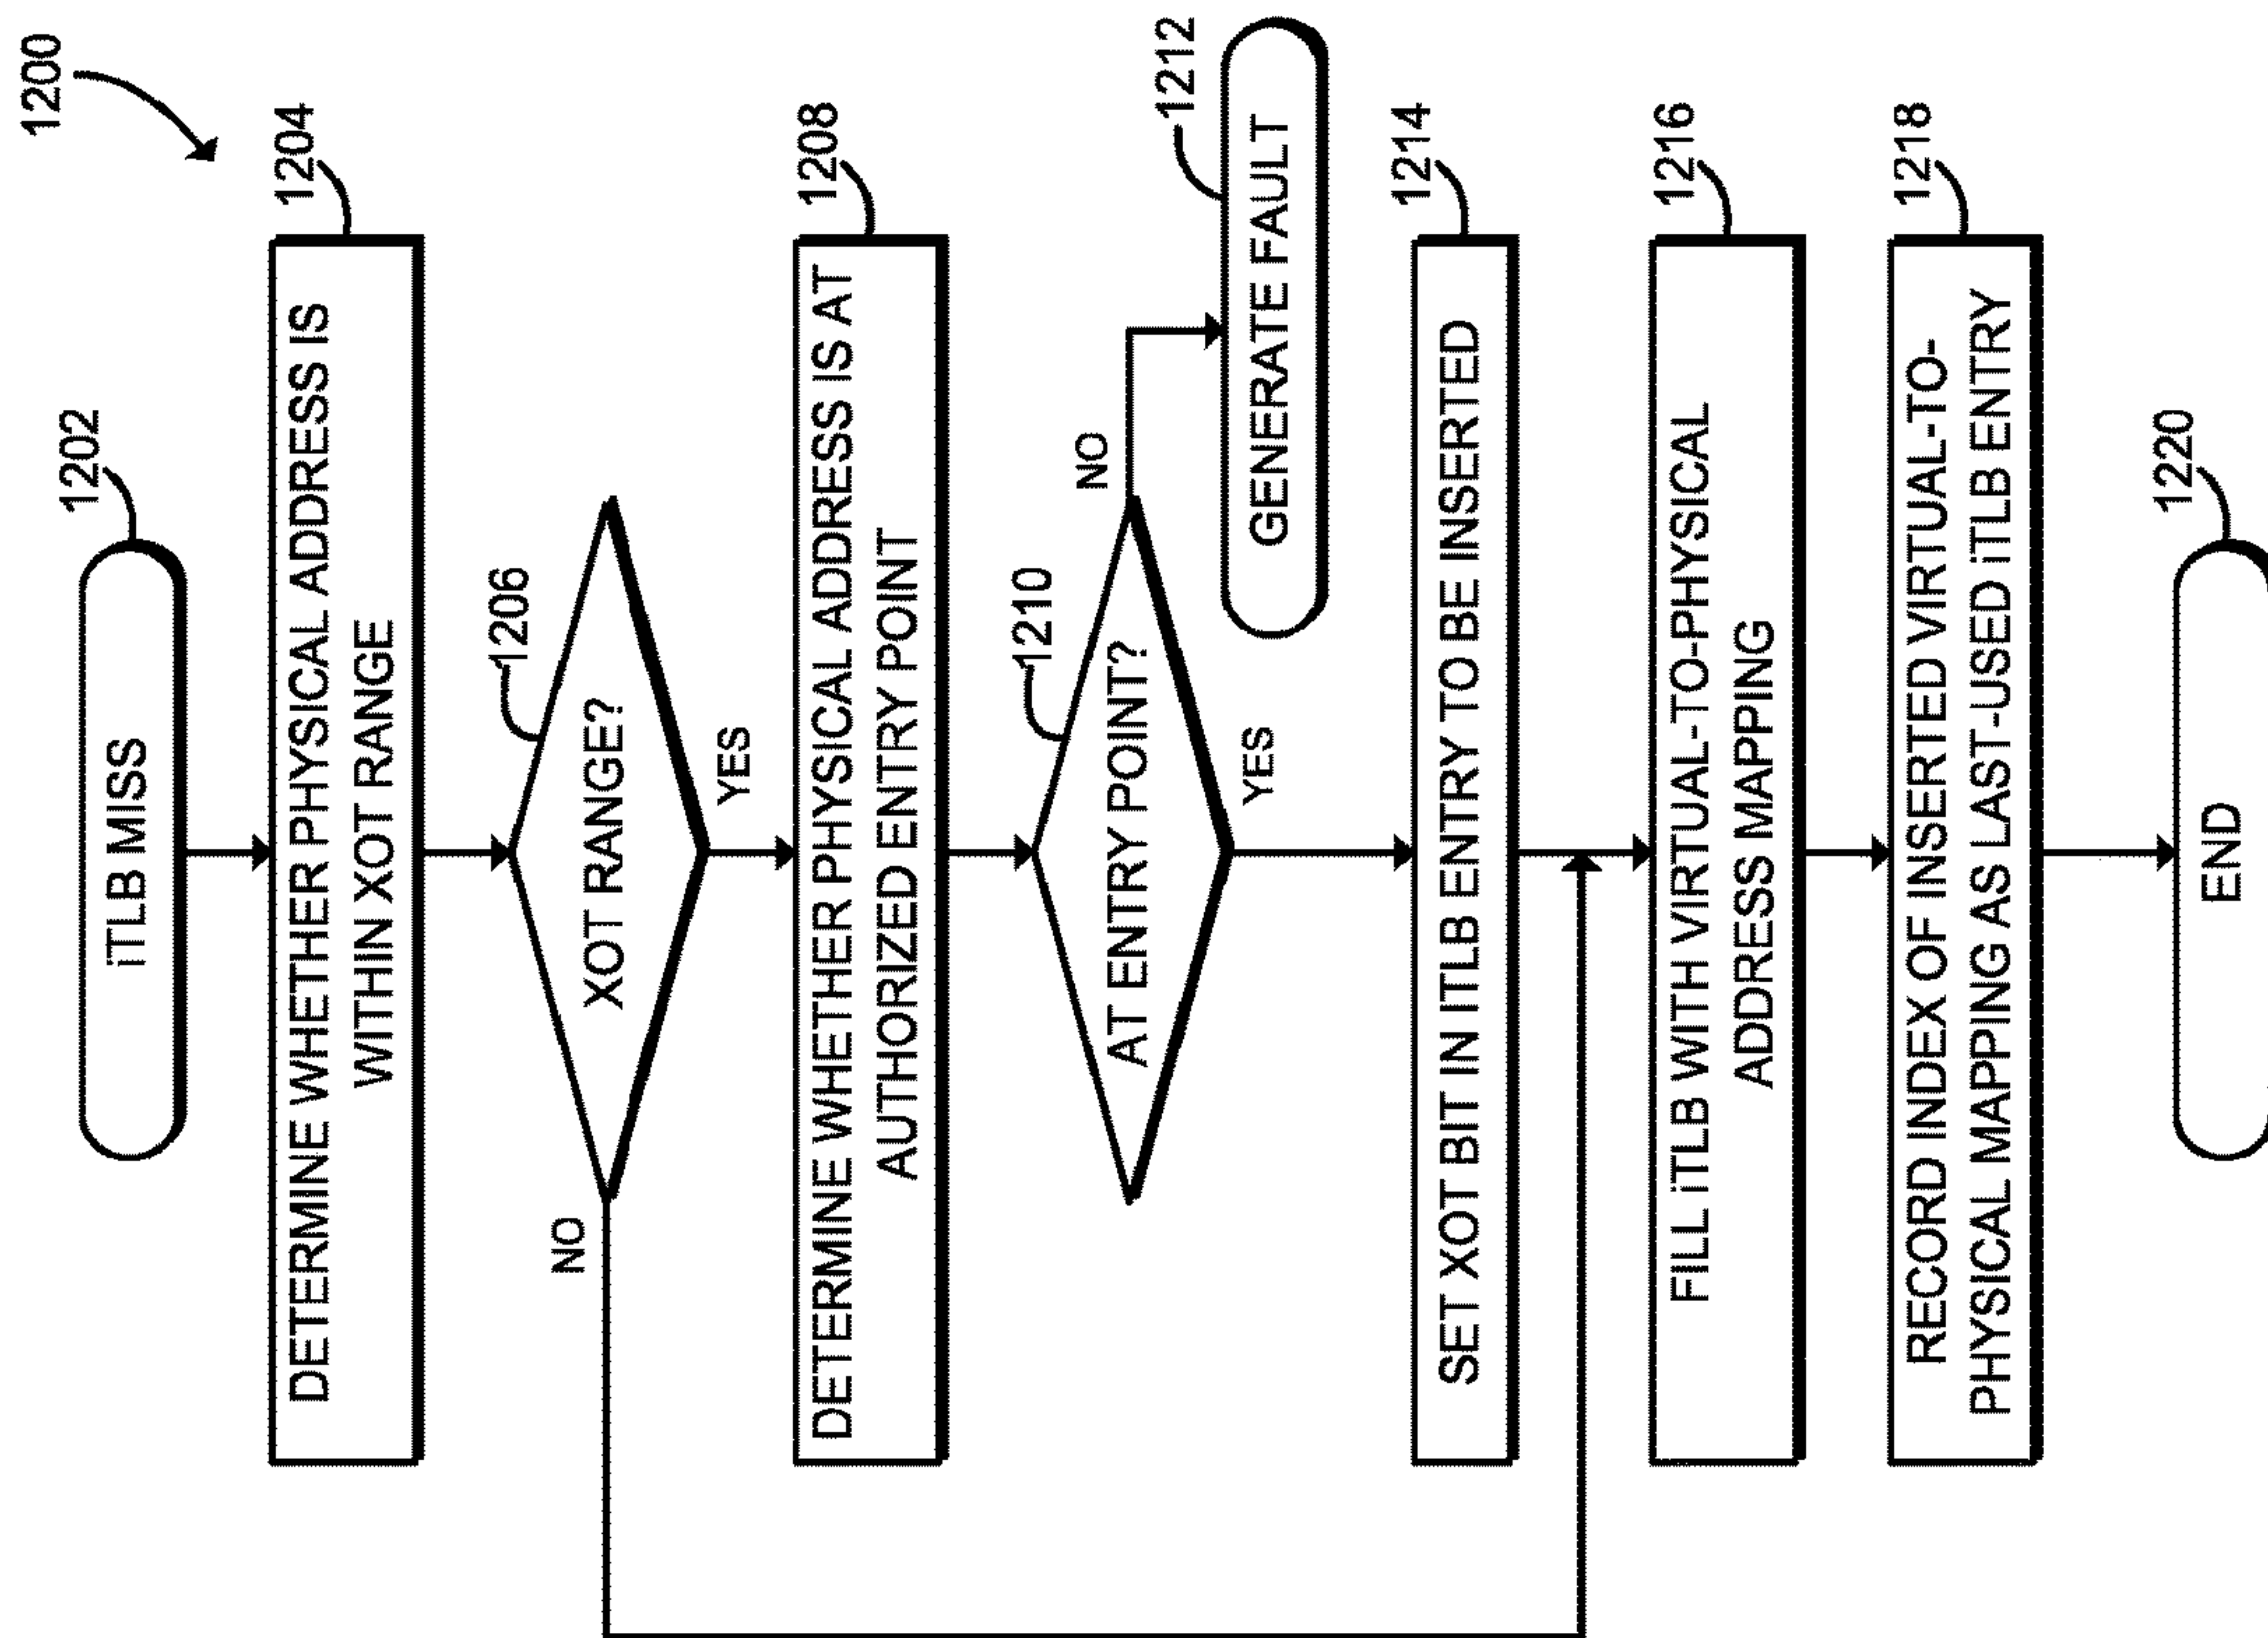 1200
1202
iTLB MISS
1204
DETERMINE WHETHER PHYSICAL ADDRESS IS
WITHIN XOT RANGE
1206
XOT RANGE?
NO
YES
1208
DETERMINE WHETHER PHYSICAL ADDRESS IS AT
AUTHORIZED ENTRY POINT
1210
AT ENTRY POINT?
NO
1212
GENERATE FAULT
YES
1214
SET XOT BIT IN ITLB ENTRY TO BE INSERTED
1216
FILL iTLB WITH VIRTUAL-TO-PHYSICAL
ADDRESS MAPPING
1218
RECORD INDEX OF INSERTED VIRTUAL-TO-
PHYSICAL MAPPING AS LAST-USED iTLB ENTRY
1220
END